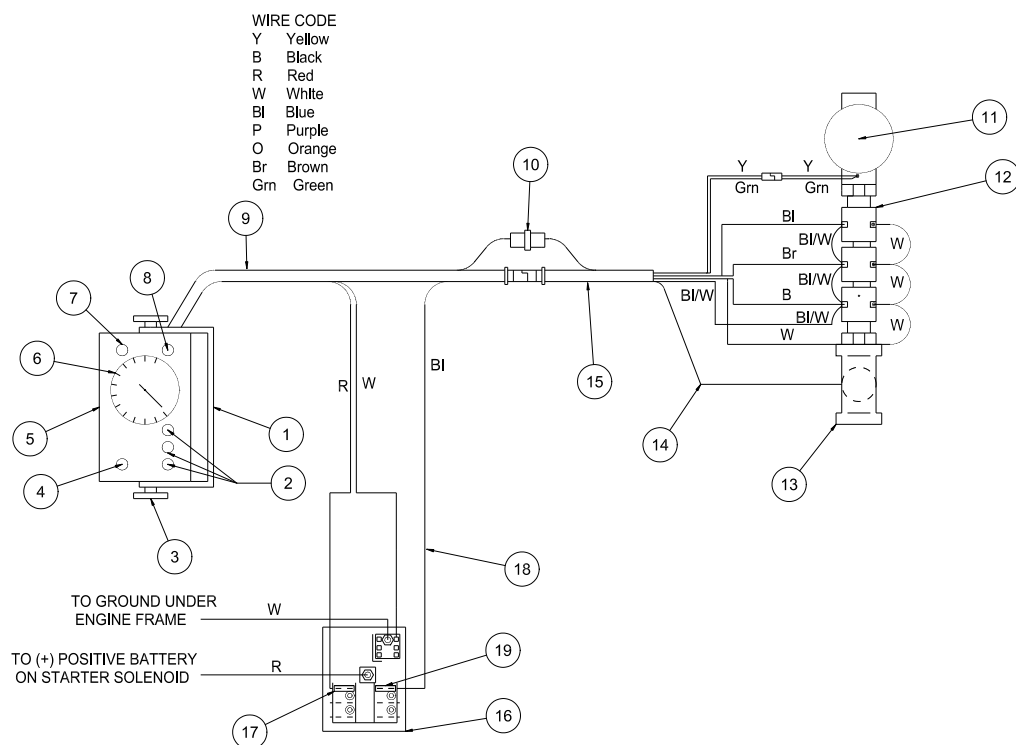 WIRE CODE
Y Yellow
B Black
R Red
W White
Bl Blue
P Purple
O Orange
Br Brown
Grn Green
11
10
Y Y
Grn Grn
12
9
Bl
W
Bl/W
Br
W
Bl/W
B
Bl/W
Bl/W
W
W
7
8
6
R
W
Bl
15
5
1
14
4
2
13
3
18
TO GROUND UNDER
ENGINE FRAME
W
TO (+) POSITIVE BATTERY
ON STARTER SOLENOID
R
19
17
16